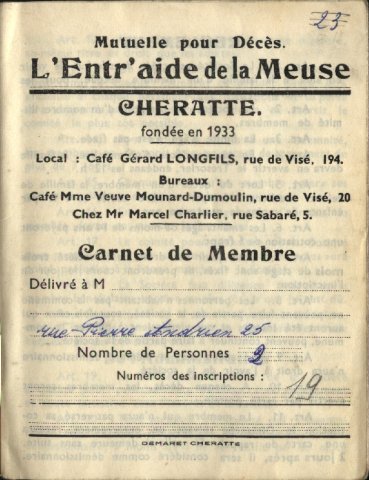 23
Mutuelle pour Décès.
L'Entr'aide de la Meuse
CHERATTE.
fondée en 1933
Local : Café Gérard LONGFILS, rue de Visé, 194.
Bureaux :
Café Mme Veuve Mounard-Dumoulin, rue de Visé, 20
Chez Mr Marcel Charlier, rue Sabaré, 5.
Carnet de Membre
Délivré à M
rue Pierre Andrien 25
Nombre de Personnes 2
Numéros des inscriptions : 19
DEMARET CHERATTE